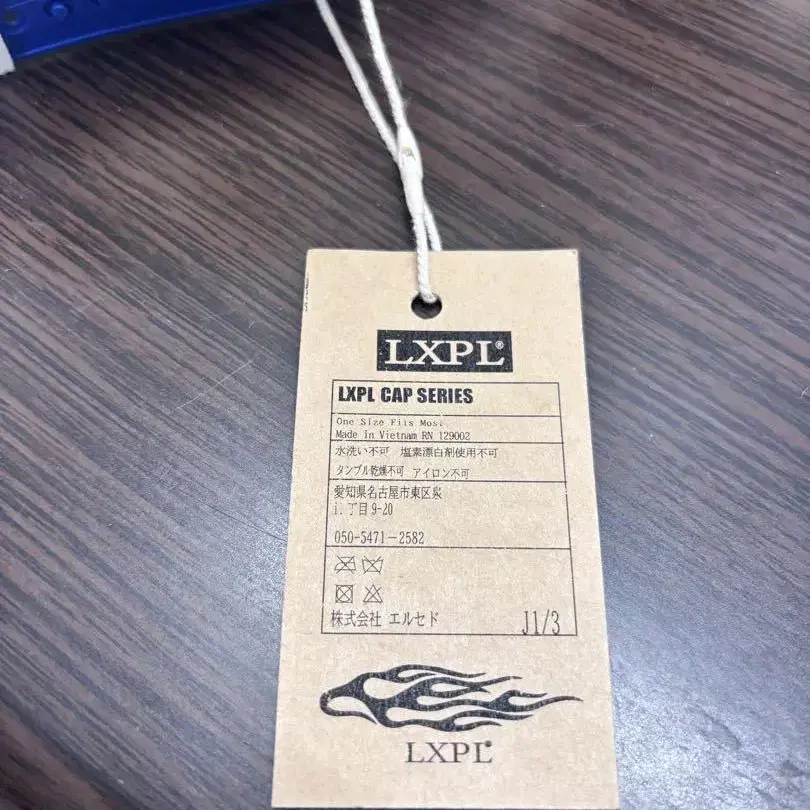 LXPL®
LXPL CAP SERIES
One Size Fits Most
Made in Vietnam RN 129002
水洗い不可 塩素漂白剤使用不可
タンブル乾燥不可 アイロン不可
愛知県名古屋市東区泉
1.丁目9-20
050-5471-2582
株式会社 エルセド
J1/3
LXPL®